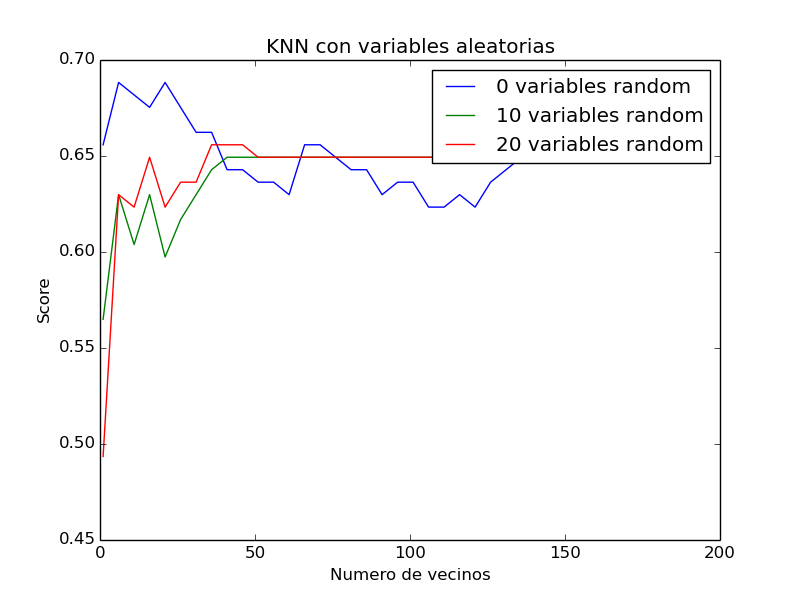 KNN con variables aleatorias
0.70
0.65
0.60
0.55
0.50
0.45
Score
0 variables random
10 variables random
20 variables random
0
50
100
150
200
Numero de vecinos